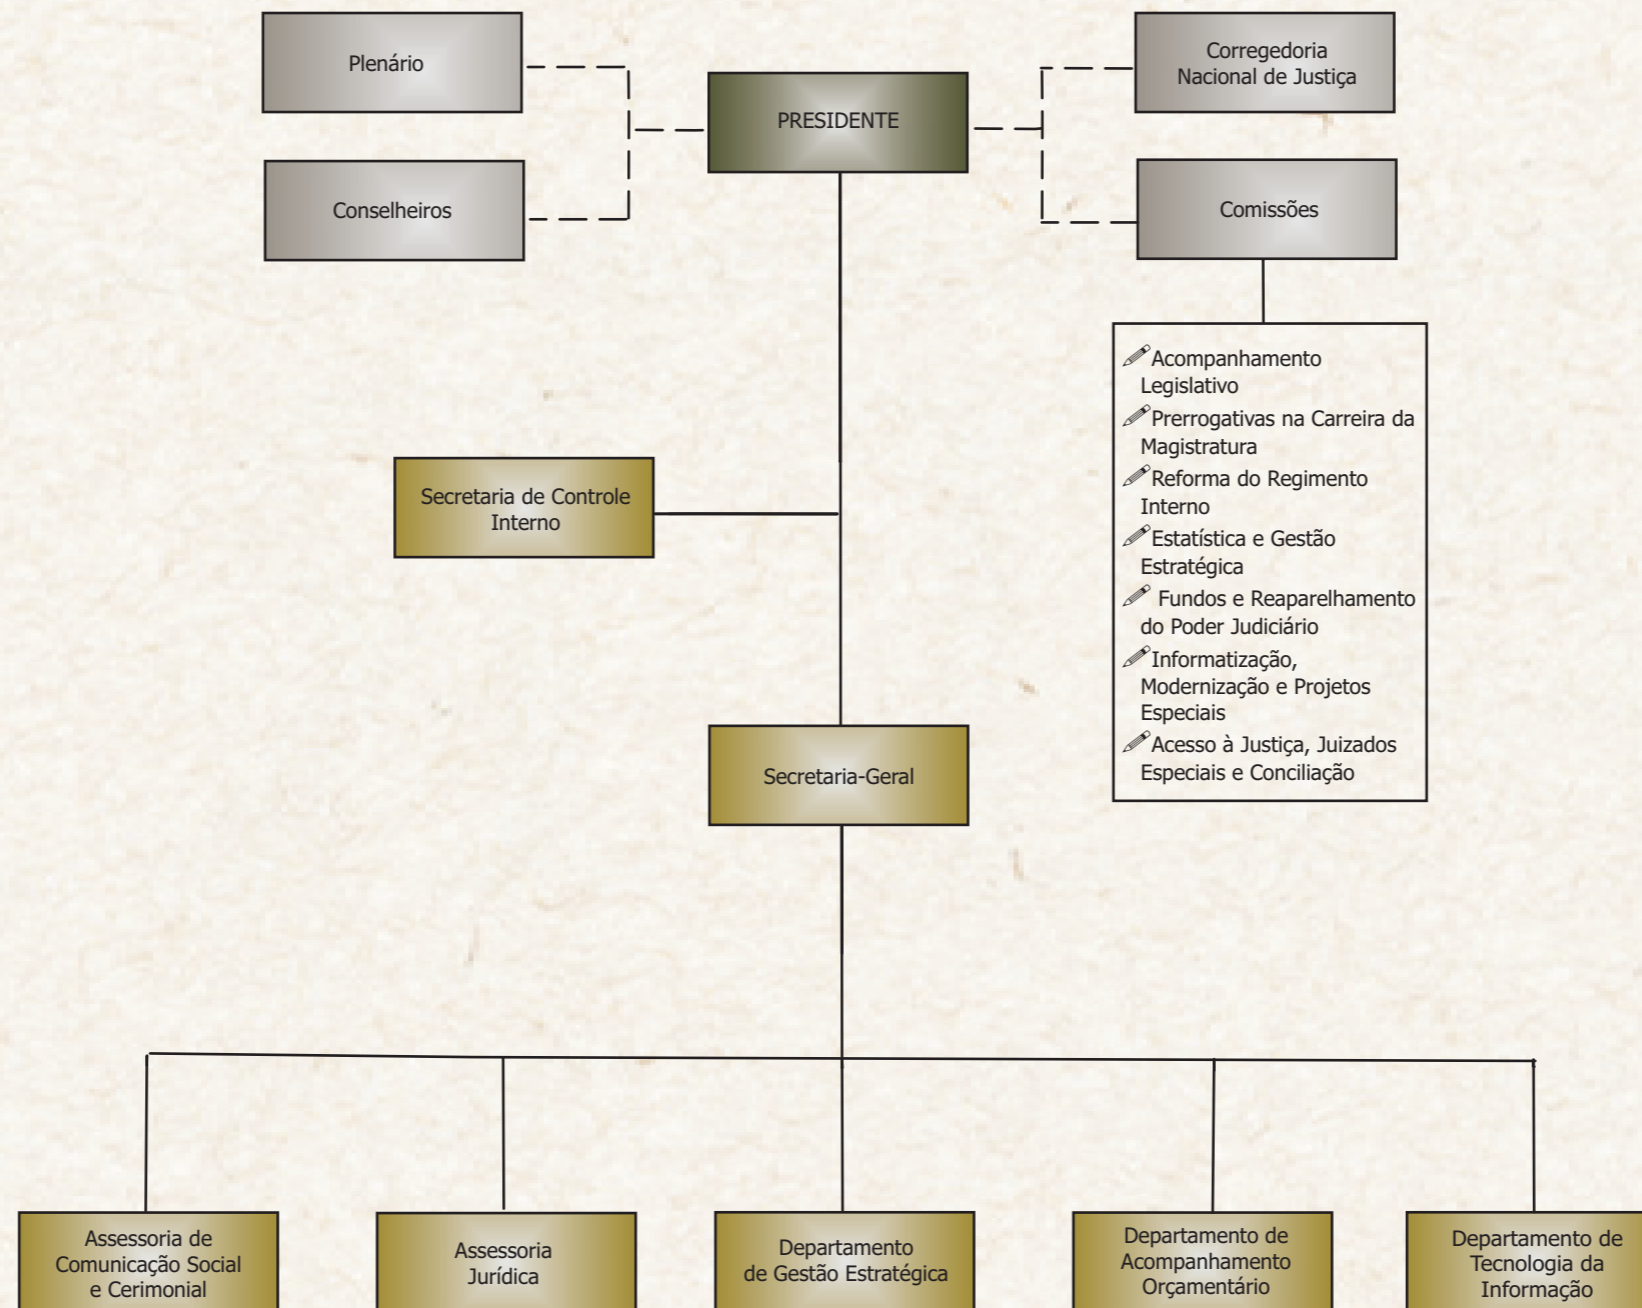 Plenário
PRESIDENTE
Corregedoria
Nacional de Justiça
Conselheiros
Comissões
Acompanhamento
Legislativo
Prerrogativas na Carreira da
Magistratura
Reforma do Regimento
Interno
Estatística e Gestão
Estratégica
Fundos e Reaparelhamento
do Poder Judiciário
Informatização,
Modernização e Projetos
Especiais
Acesso à Justiça, Juizados
Especiais e Conciliação
Secretaria de Controle
Interno
Secretaria-Geral
Assessoria de
Comunicação Social
e Cerimonial
Assessoria
Jurídica
Departamento
de Gestão Estratégica
Departamento de
Acompanhamento
Orçamentário
Departamento de
Tecnologia da
Informação